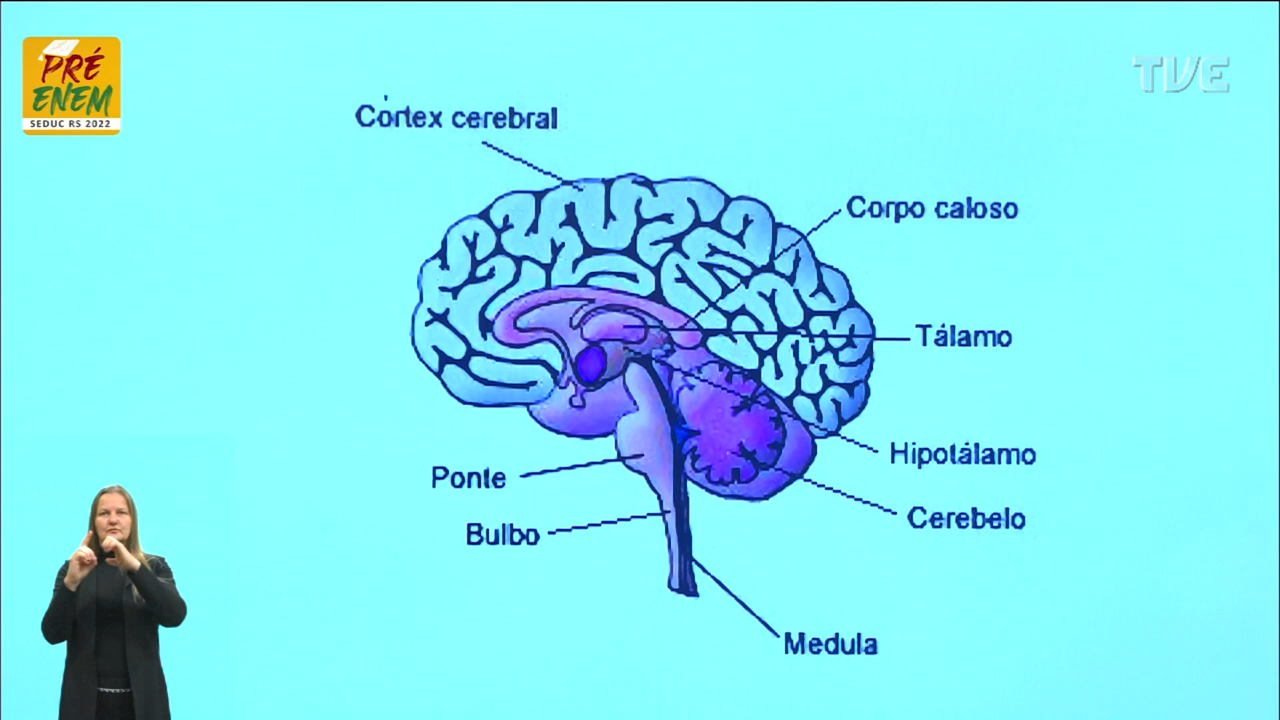 PRÉ
ENEM
SEDUC RS 2022
TVE
Córtex cerebral
Corpo caloso
Tálamo
Hipotálamo
Ponte
Cerebelo
Bulbo
Medula